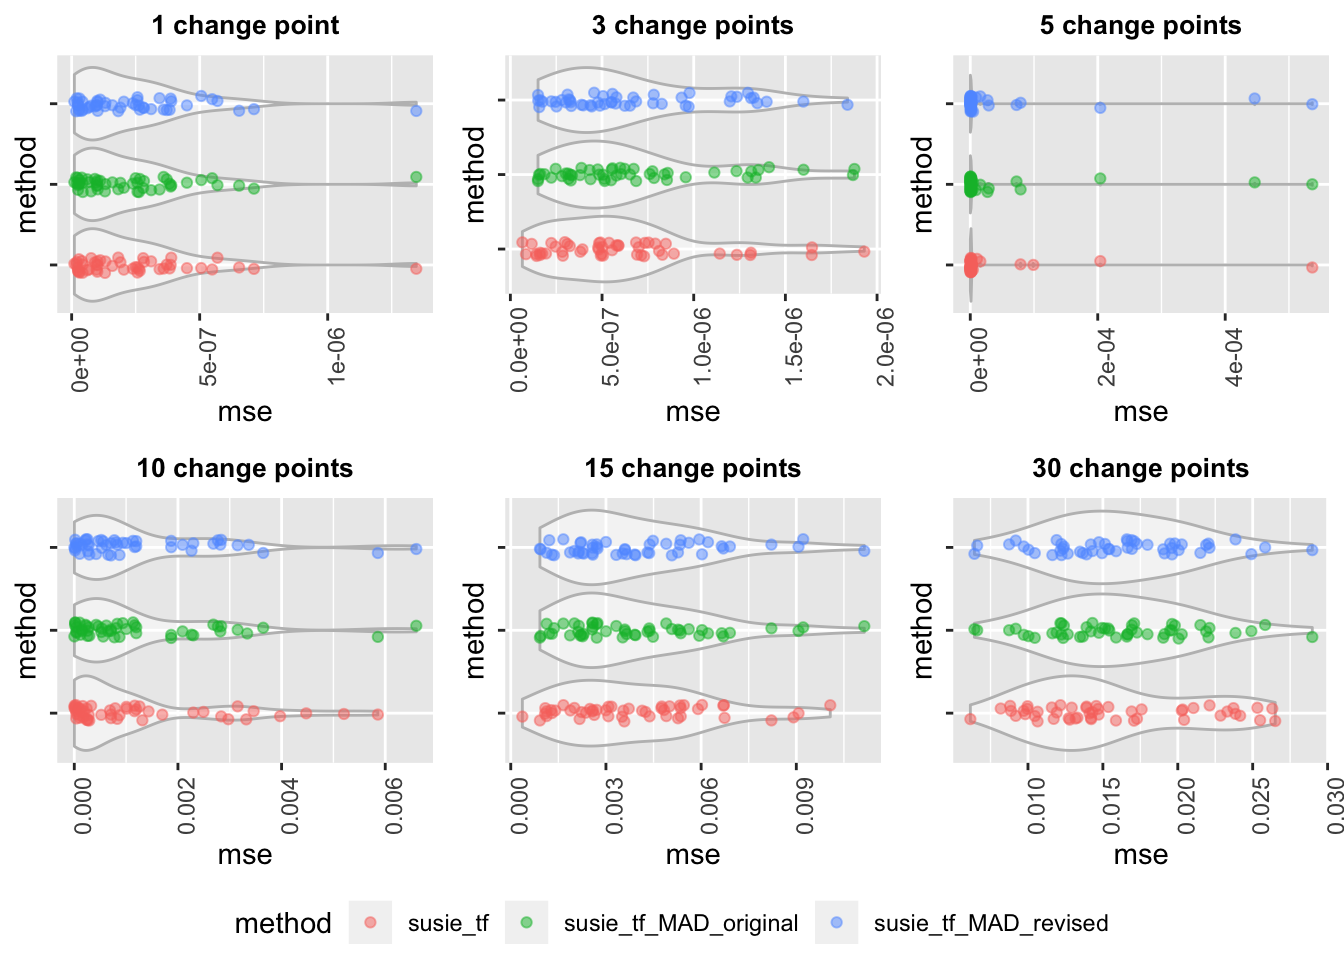 1 change point
3 change points
5 change points
method
method
method
0e+00
5e-07
1e-06
0.0e+00
5.0e-07
1.0e-06
1.5e-06
2.0e-06
0e+00
2e-04
4e-04
mse
mse
mse
10 change points
15 change points
30 change points
method
method
method
0.000
0.002
0.004
0.006
0.000
0.003
0.006
0.009
0.010
0.015
0.020
0.025
0.030
mse
mse
mse
method susie_tf susie_tf_MAD_original susie_tf_MAD_revised